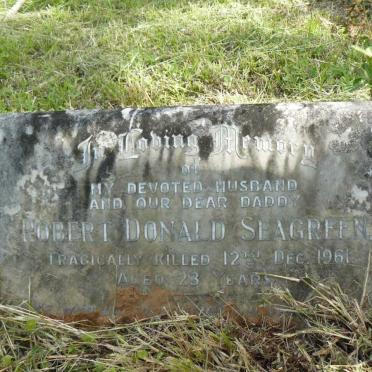 In Loving Memory
OF
MY DEVOTED HUSBAND
AND OUR DEAR DADDY
ROBERT DONALD SEAGREEN
TRAGICALLY KILLED 12TH DEC. 1961
AGED 28 YEARS